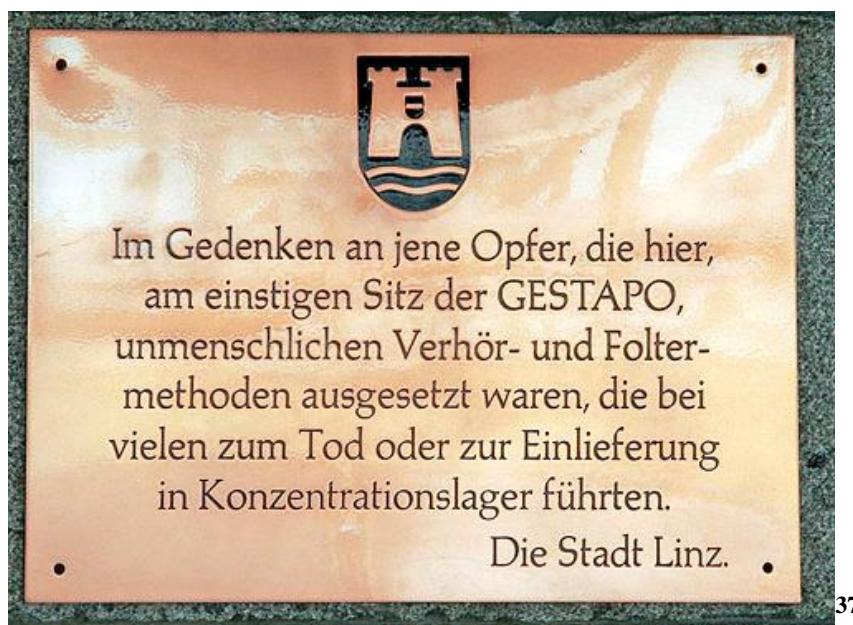 Im Gedenken an jene Opfer, die hier,
am einstigen Sitz der GESTAPO,
unmenschlichen Verhör- und Folter-
methoden ausgesetzt waren, die bei
vielen zum Tod oder zur Einlieferung
in Konzentrationslager führten.
Die Stadt Linz.
37